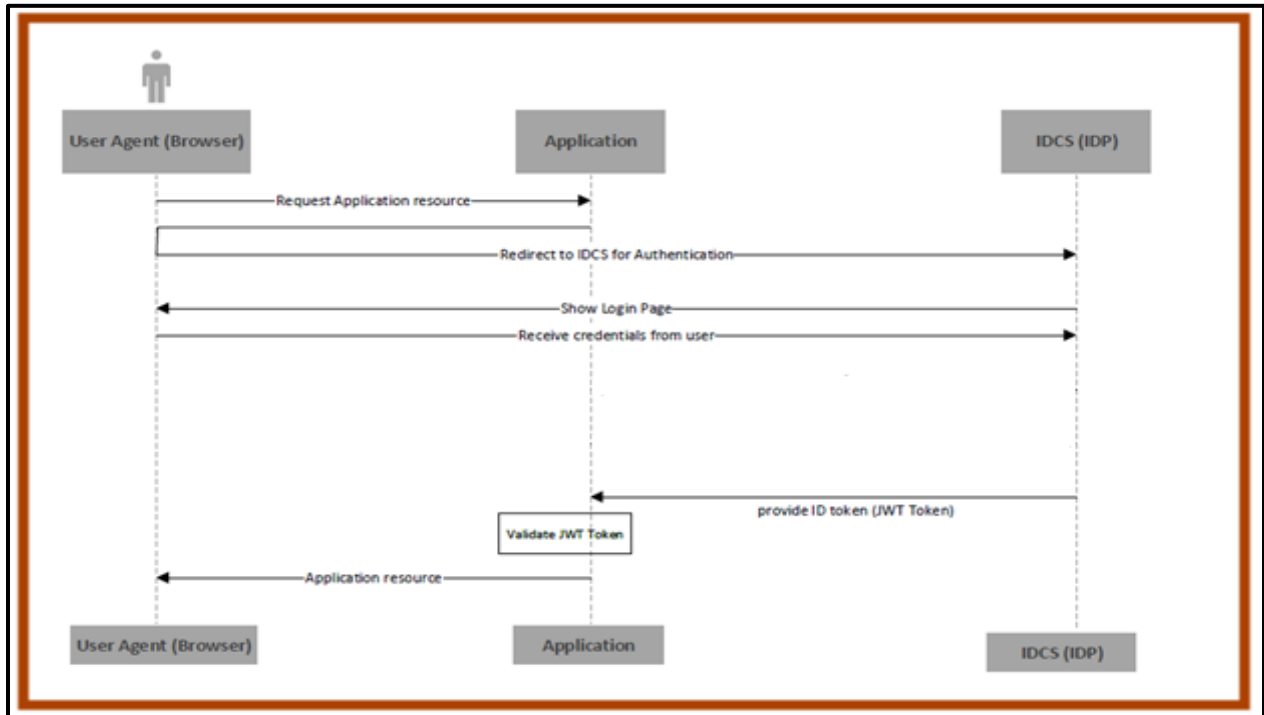 User Agent (Browser)
Application
IDCS (IDP)
Request Application resource
Redirect to IDCS for Authentication
Show Login Page
Receive credentials from user
provide ID token (JWT Token)
Validate JWT Token
Application resource
User Agent (Browser)
Application
IDCS (IDP)